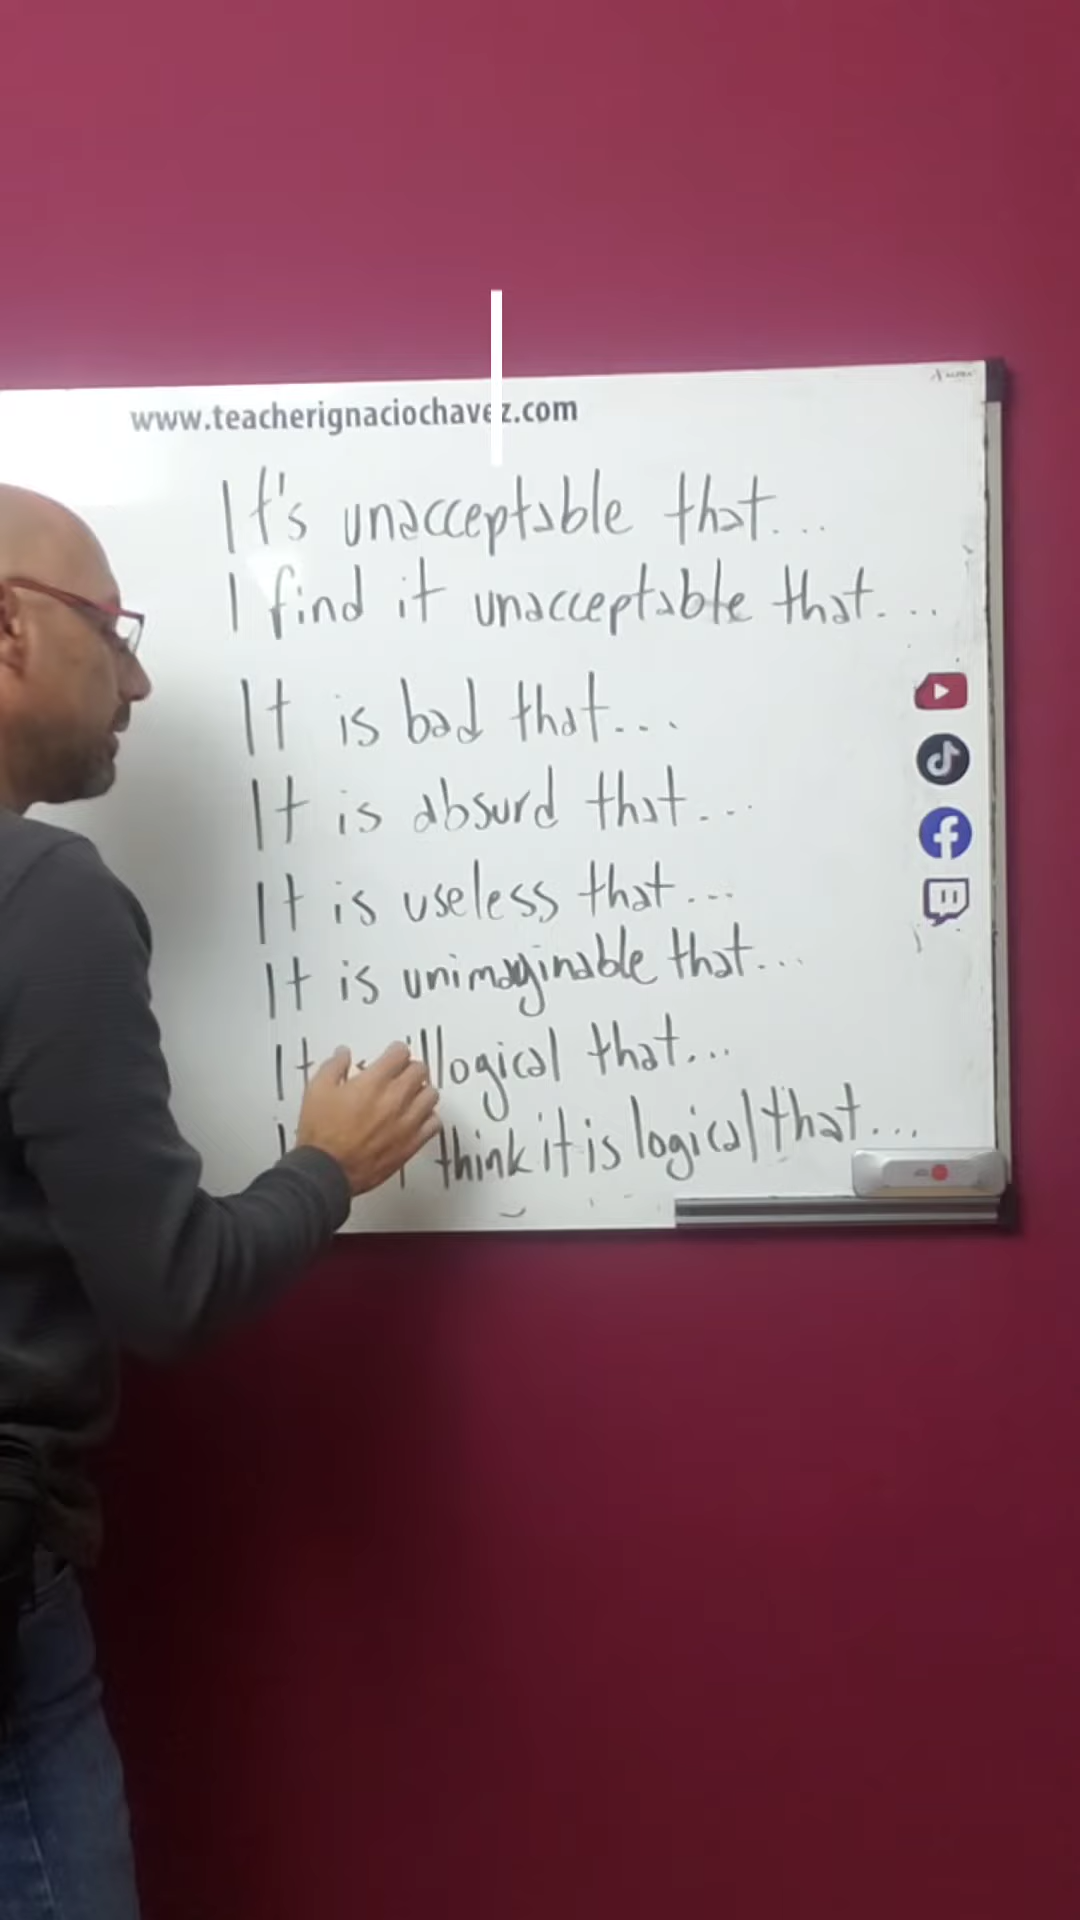 www.teacherignaciochavez.com
It's unacceptable that...
I find it unacceptable that...
It is bad that...
It is absurd that...
It is useless that...
It is unimaginable that...
It illogical that...
think it is logical that...